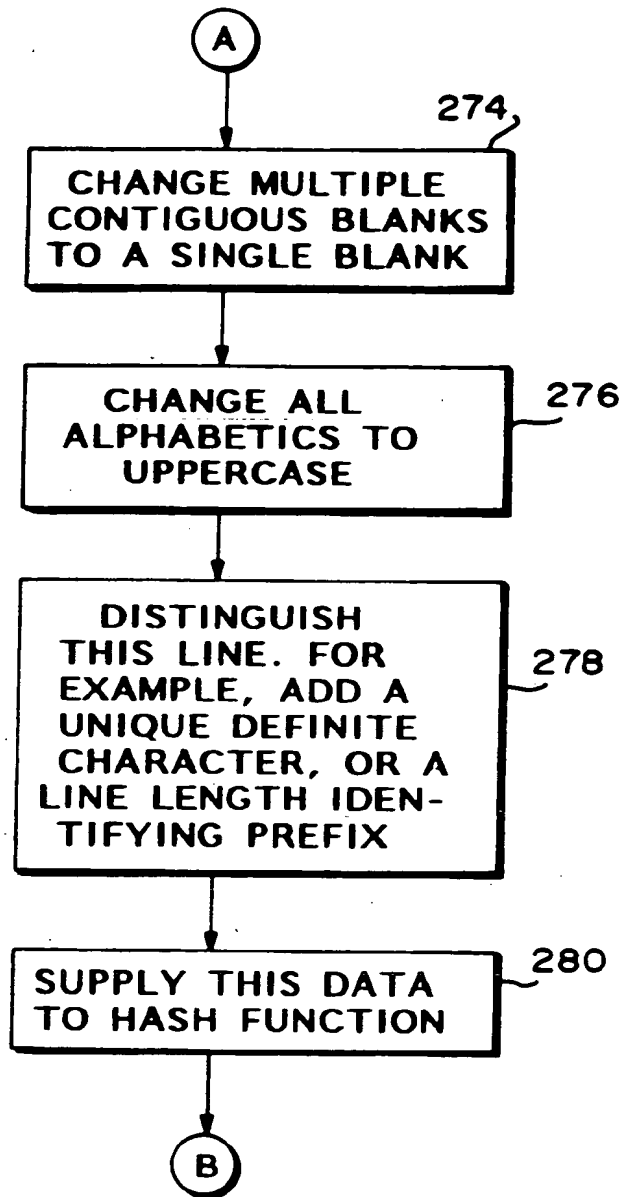 A
274
CHANGE MULTIPLE
CONTIGUOUS BLANKS
TO A SINGLE BLANK
276
CHANGE ALL
ALPHABETICS TO
UPPERCASE
278
DISTINGUISH
THIS LINE. FOR
EXAMPLE, ADD A
UNIQUE DEFINITE
CHARACTER, OR A
LINE LENGTH IDEN-
TIFYING PREFIX
280
SUPPLY THIS DATA
TO HASH FUNCTION
B